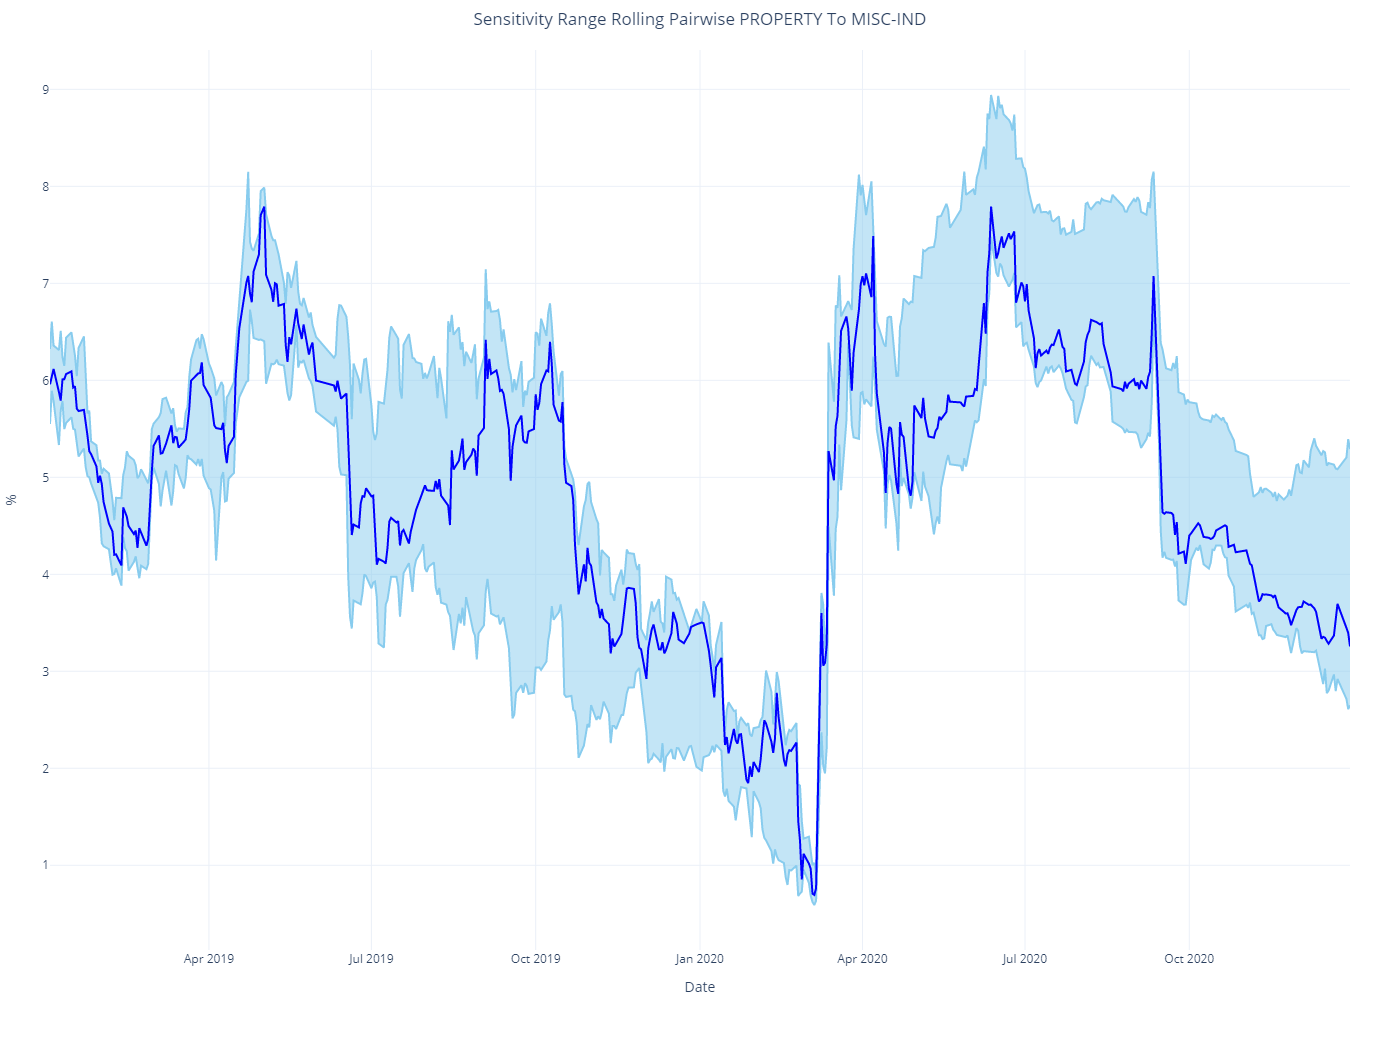 Sensitivity Range Rolling Pairwise PROPERTY To MISC-IND
9
8
7
6
5
4
3
2
1
%
Apr 2019
Jul 2019
Oct 2019
Jan 2020
Apr 2020
Jul 2020
Oct 2020
Date